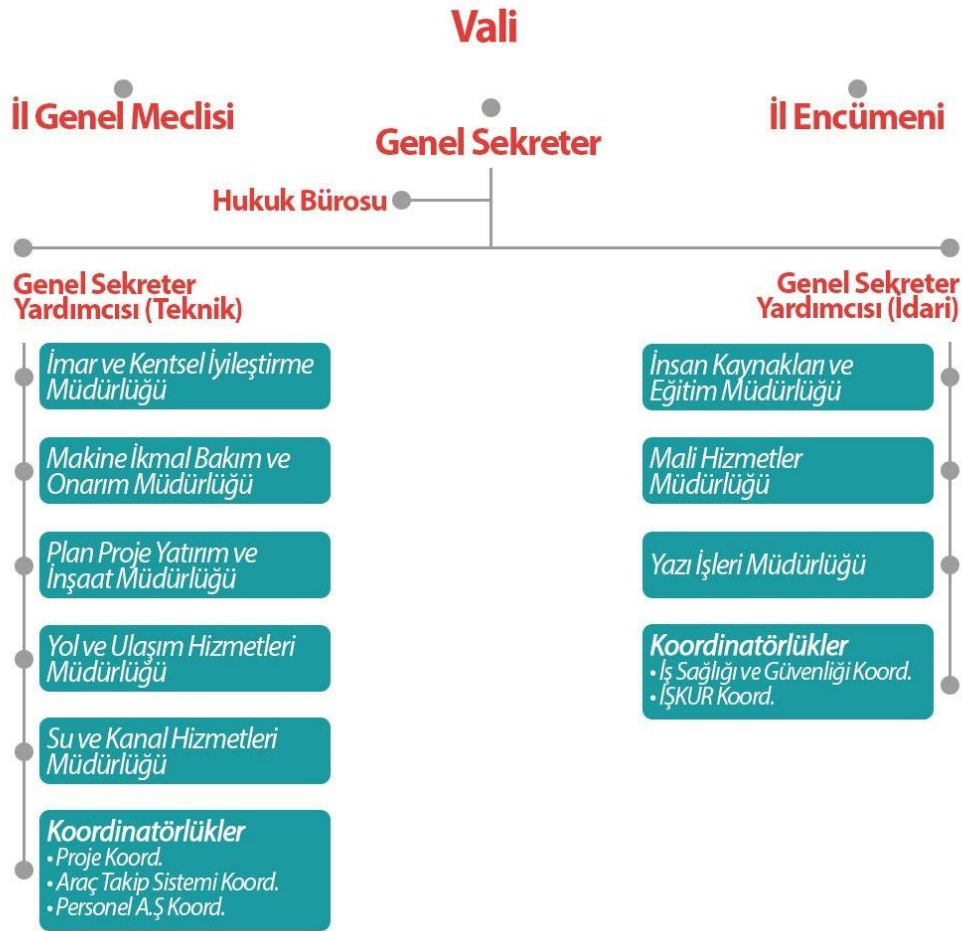 Vali
İl Genel Meclisi
İl Encümeni
Genel Sekreter
Hukuk Bürosu
Genel Sekreter
Yardımcısı (Teknik)
İmar ve Kentsel İyileştirme
Müdürlüğü
Makine İkmal Bakım ve
Onarım Müdürlüğü
Plan Proje Yatırım ve
İnşaat Müdürlüğü
Yol ve Ulaşım Hizmetleri
Müdürlüğü
Su ve Kanal Hizmetleri
Müdürlüğü
Koordinatörlükler
• Proje Koord.
• Araç Takip Sistemi Koord.
• Personel A.Ş Koord.
Genel Sekreter
Yardımcısı (İdari)
İnsan Kaynakları ve
Eğitim Müdürlüğü
Mali Hizmetler
Müdürlüğü
Yazı İşleri Müdürlüğü
Koordinatörlükler
• İş Sağlığı ve Güvenliği Koord.
• İŞKUR Koord.